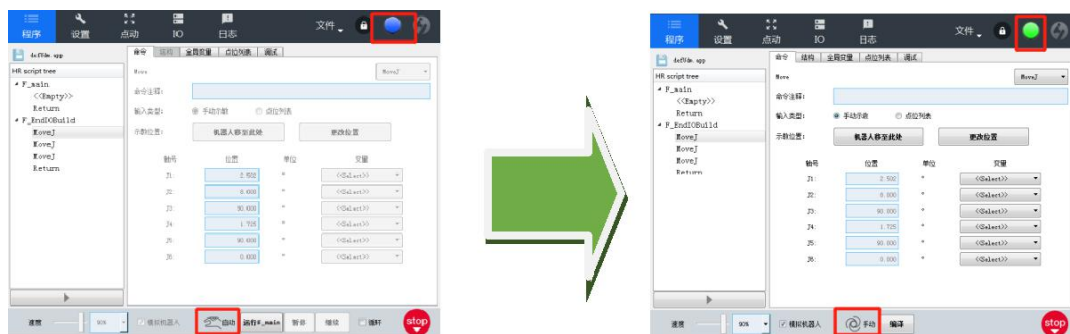 程序 设置 点动 IO 日志 文件
defFile.app
命令 结构 全局变量 点位列表 调试
HR script tree
F_main
<<Empty>>
Return
F_EndIOBuild
MoveJ
MoveJ
MoveJ
Return
Move MoveJ
命令注释:
输入类型: 手动示教 点位列表
示教位置: 机器人移至此处 更改位置
轴号 位置 单位 变量
J1: 2.502 ° <<Select>>
J2: 0.000 ° <<Select>>
J3: 90.000 ° <<Select>>
J4: 1.725 ° <<Select>>
J5: 90.000 ° <<Select>>
J6: 0.000 ° <<Select>>
速度 90% 模拟机器人 自动 运行F_main 暂停 继续 循环 stop
程序 设置 点动 IO 日志 文件
defFile.app
命令 结构 全局变量 点位列表 调试
HR script tree
F_main
<<Empty>>
Return
F_EndIOBuild
MoveJ
MoveJ
MoveJ
Return
Move MoveJ
命令注释:
输入类型: 手动示教 点位列表
示教位置: 机器人移至此处 更改位置
轴号 位置 单位 变量
J1: 2.502 ° <<Select>>
J2: 0.000 ° <<Select>>
J3: 90.000 ° <<Select>>
J4: 1.725 ° <<Select>>
J5: 90.000 ° <<Select>>
J6: 0.000 ° <<Select>>
速度 90% 模拟机器人 手动 编译 stop